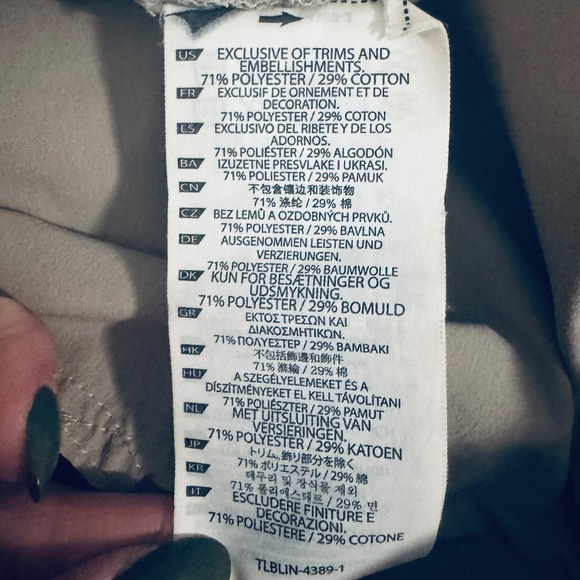 US EXCLUSIVE OF TRIMS AND
EMBELLISHMENTS.
71% POLYESTER / 29% COTTON
FR EXCLUSIF DE ORNEMENT ET DE
DECORATION.
71% POLYESTER / 29% COTON
ES EXCLUSIVO DEL RIBETE Y DE LOS
ADORNOS.
71% POLIÉSTER / 29% ALGODÓN
BA IZUZETNE PRESVLAKE I UKRASI.
71% POLYESTER / 29% PAMUK
CN 不包含镶边和装饰物
71% 涤纶 / 29% 棉
CZ BEZ LEMŮ A OZDOBNÝCH PRVKŮ.
71% POLYESTER / 29% BAVLNA
DE AUSGENOMMEN LEISTEN UND
VERZIERUNGEN.
71% POLYESTER / 29% BAUMWOLLE
DK KUN FOR BESÆTNINGER OG
UDSMYKNING.
71% POLYESTER / 29% BOMULD
GR ΕΚΤΟΣ ΤΡΕΣΩΝ ΚΑΙ
ΔΙΑΚΟΣΜΗΤΙΚΩΝ.
71% ΠΟΛΥΕΣΤΕΡ / 29% ΒΑΜΒΑΚΙ
HK 不包括飾邊和飾件
71% 滌綸 / 29% 棉
HU A SZEGÉLYELEMEKET ÉS A
DÍSZÍTMÉNYEKET EL KELL TÁVOLÍTANI
71% POLIÉSZTER / 29% PAMUT
NL MET UITSLUITING VAN
VERSIERINGEN.
71% POLYESTER / 29% KATOEN
JP トリム、飾り部分を除く
71% ポリエステル / 29% 綿
KR 테두리 및 장식물 제외
71% 폴리에스테르 / 29% 면
IT ESCLUDERE FINITURE E
DECORAZIONI.
71% POLIESTERE / 29% COTONE
TLBLIN-4389-1